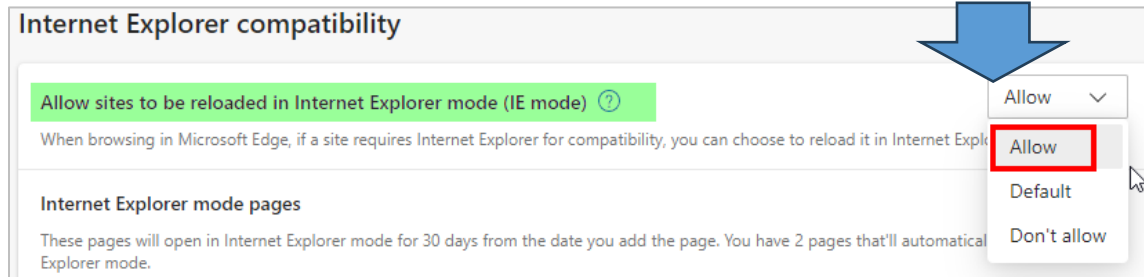 Internet Explorer compatibility
Allow sites to be reloaded in Internet Explorer mode (IE mode) ?
Allow
When browsing in Microsoft Edge, if a site requires Internet Explorer for compatibility, you can choose to reload it in Internet
Allow
Default
Don't allow
Internet Explorer mode pages
These pages will open in Internet Explorer mode for 30 days from the date you add the page. You have 2 pages that'll
Explorer mode.